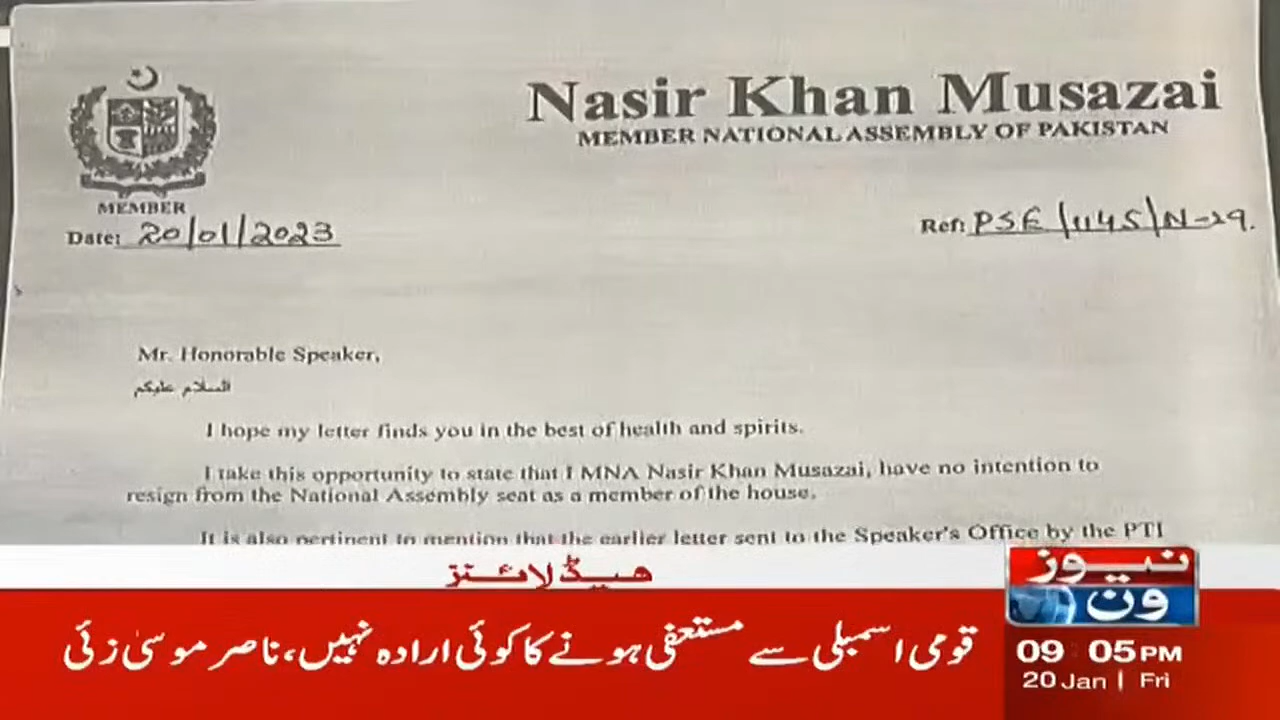 Nasir Khan Musazai
MEMBER NATIONAL ASSEMBLY OF PAKISTAN
MEMBER
Date: 20/01/2023
Ref: PSE/1145/N-29.
Mr. Honorable Speaker,
السلام علیکم
I hope my letter finds you in the best of health and spirits.
I take this opportunity to state that I MNA Nasir Khan Musazai, have no intention to
resign from the National Assembly seat as a member of the house.
It is also pertinent to mention that the earlier letter sent to the Speaker's Office by the PTI
ہیڈلائنز
نیوز
ون
قومی اسمبلی سے مستعفی ہونے کا کوئی ارادہ نہیں، ناصر موسیٰ زئی
09 05 PM
20 Jan | Fri